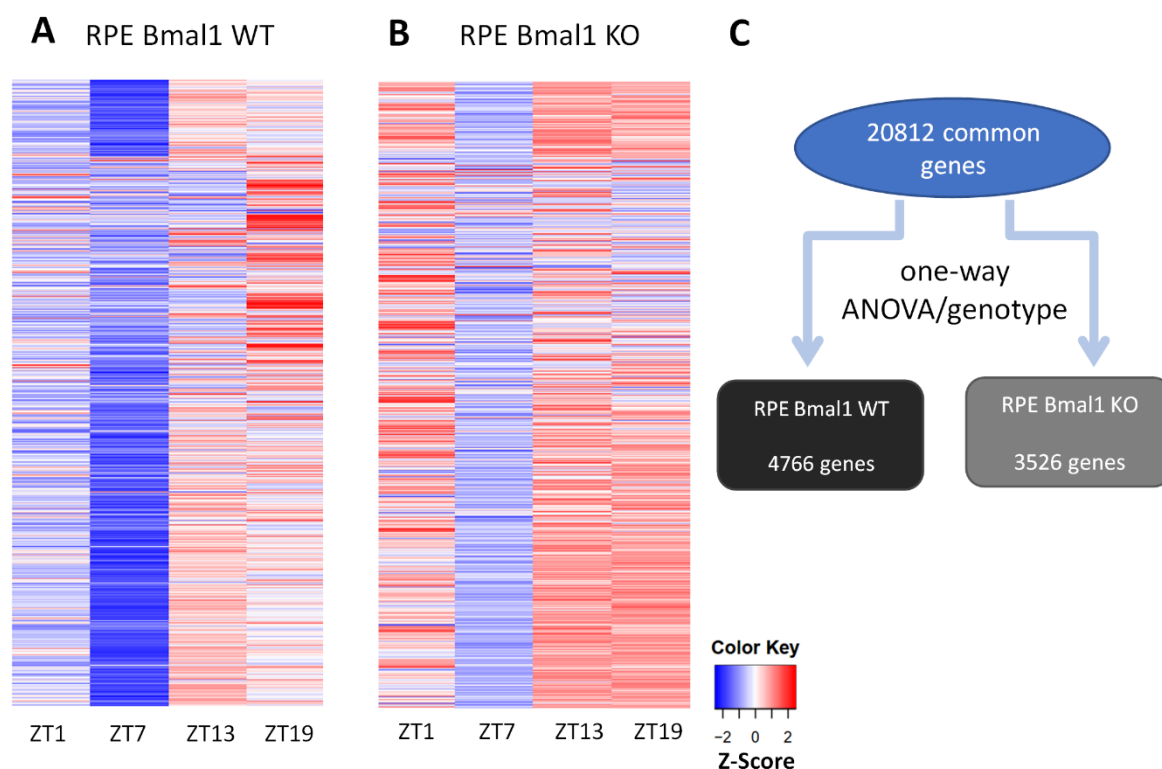 A RPE Bmal1 WT
B RPE Bmal1 KO
C
20812 common
genes
one-way
ANOVA/genotype
RPE Bmal1 WT
4766 genes
RPE Bmal1 KO
3526 genes
ZT1 ZT7 ZT13 ZT19
ZT1 ZT7 ZT13 ZT19
Color Key
−2 0 2
Z-Score